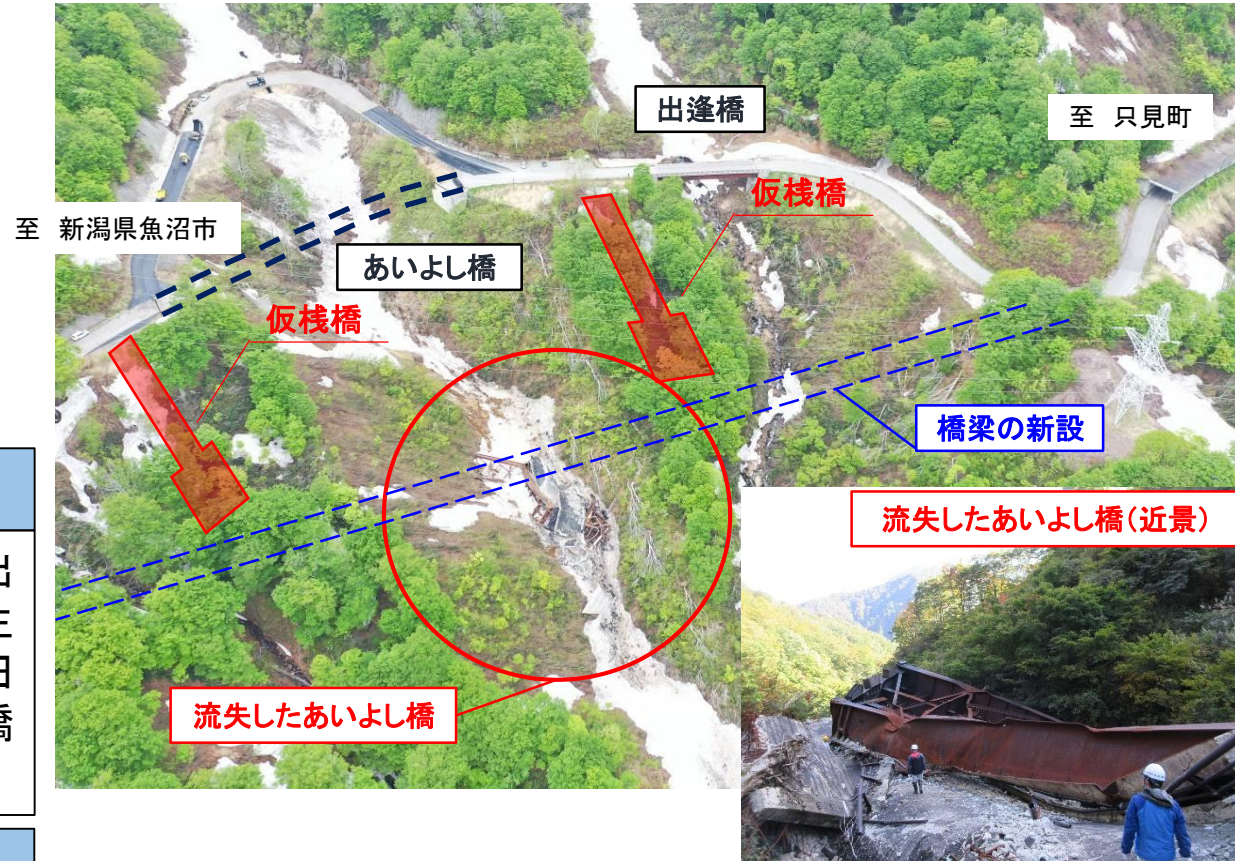 出逢橋
至 只見町
仮桟橋
至 新潟県魚沼市
あいよし橋
仮桟橋
橋梁の新設
流失したあいよし橋(近景)
出
日
橋
流失したあいよし橋